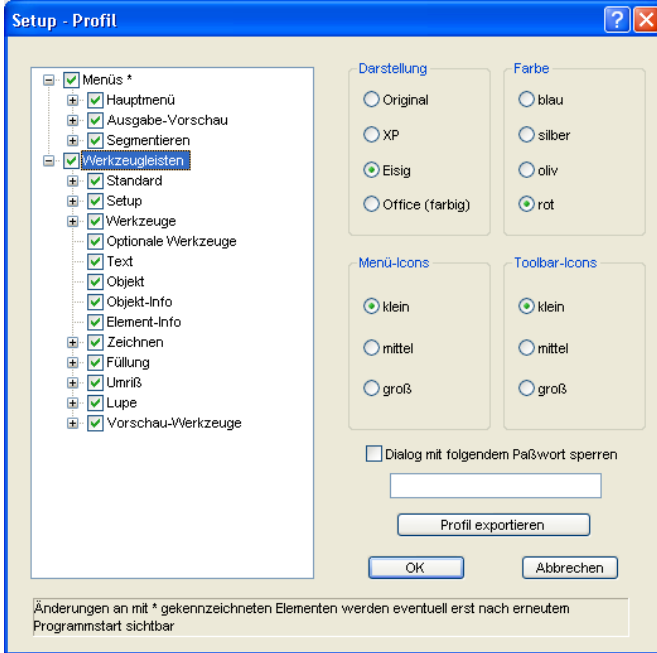 Setup - Profil
Menüs *
Hauptmenü
Ausgabe-Vorschau
Segmentieren
Werkzeugleisten
Standard
Setup
Werkzeuge
Optionale Werkzeuge
Text
Objekt
Objekt-Info
Element-Info
Zeichnen
Füllung
Umriß
Lupe
Vorschau-Werkzeuge
Darstellung
Original
XP
Eisig
Office (farbig)
Farbe
blau
silber
oliv
rot
Menü-Icons
klein
mittel
groß
Toolbar-Icons
klein
mittel
groß
Dialog mit folgendem Paßwort sperren
Profil exportieren
OK
Abbrechen
Änderungen an mit * gekennzeichneten Elementen werden eventuell erst nach erneutem
Programmstart sichtbar